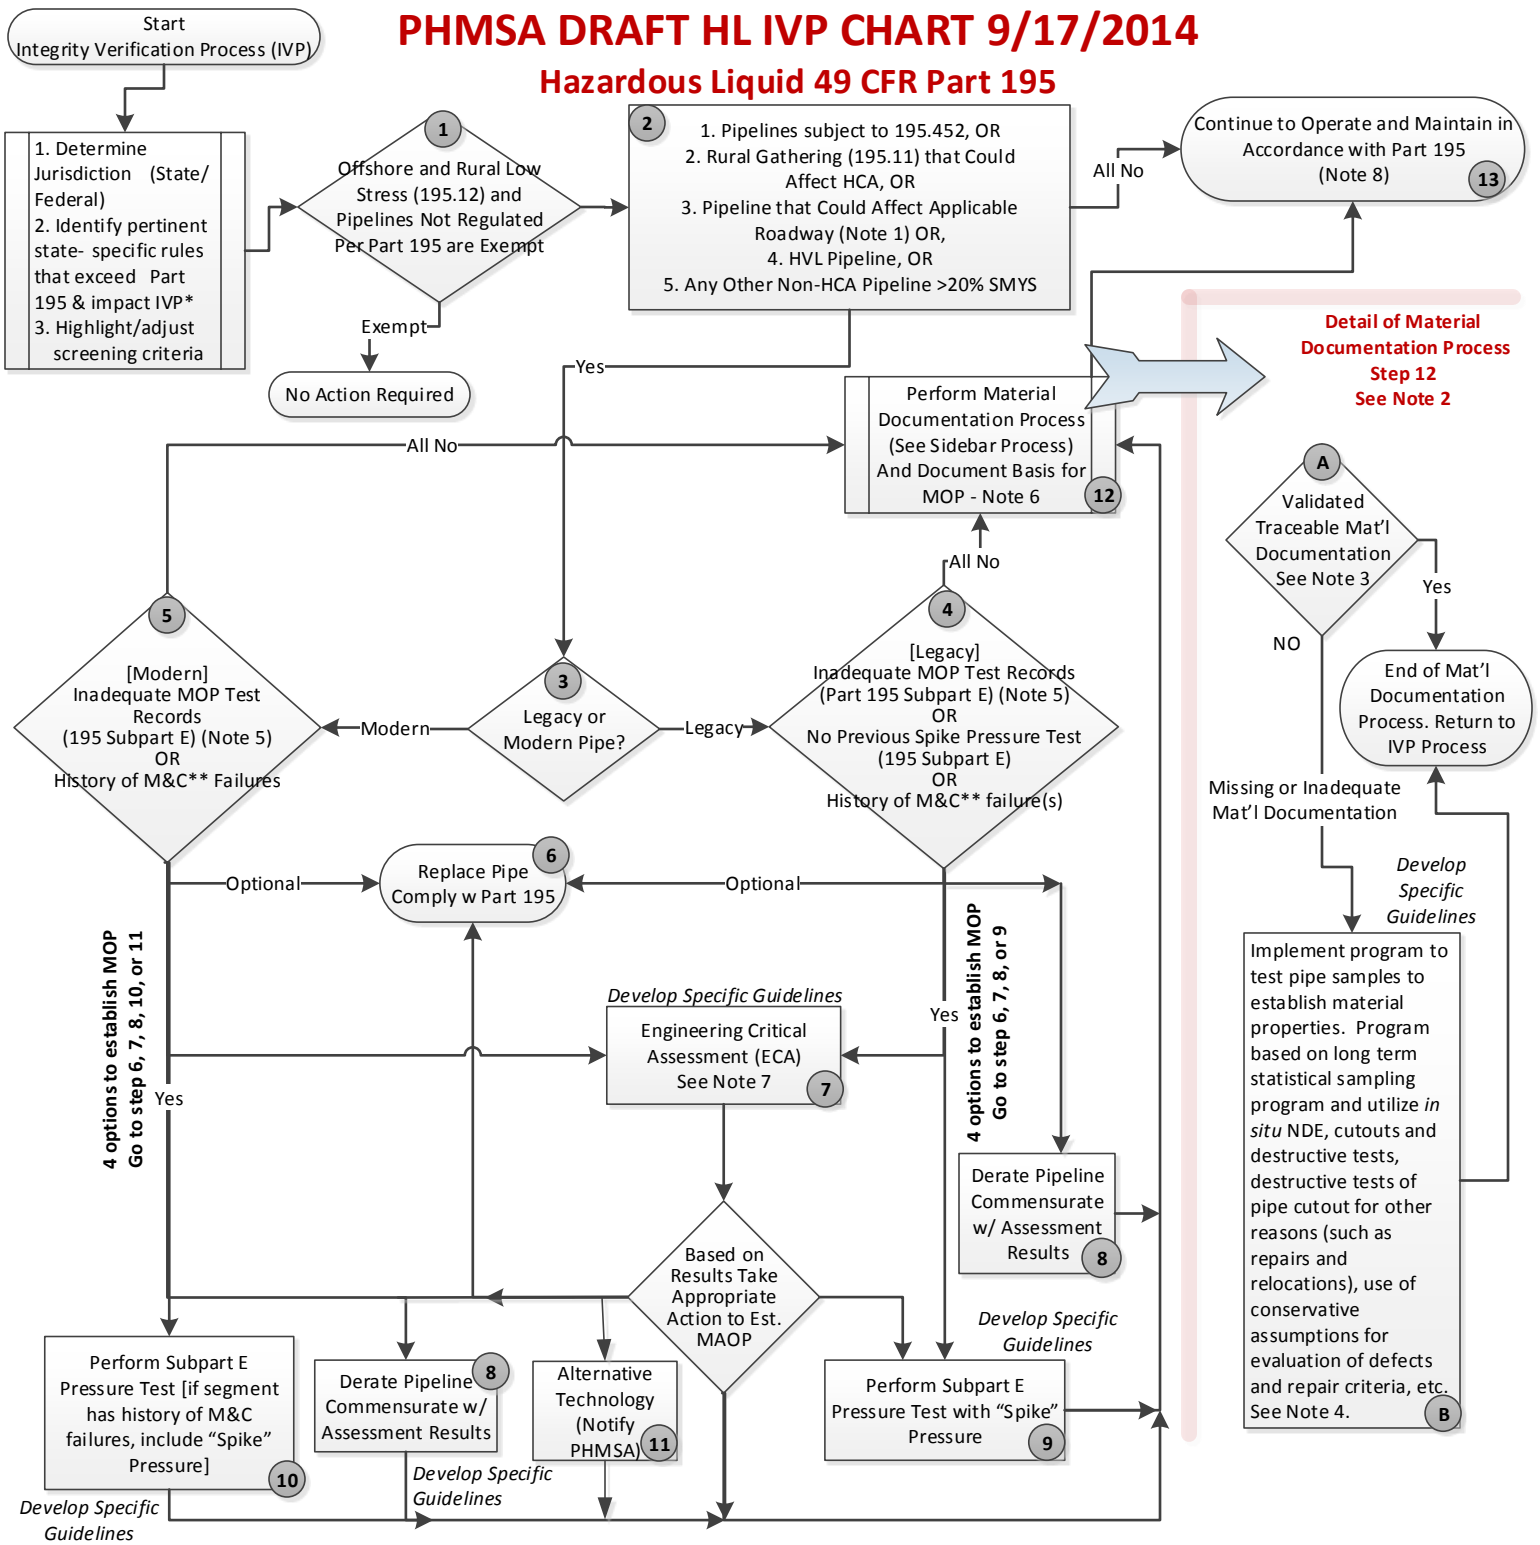 PHMSA DRAFT HL IVP CHART 9/17/2014
Hazardous Liquid 49 CFR Part 195
Start
Integrity Verification Process (IVP)
1. Determine
Jurisdiction (State/
Federal)
2. Identify pertinent
state- specific rules
that exceed Part
195 & impact IVP*
3. Highlight/adjust
screening criteria
1
Offshore and Rural Low
Stress (195.12) and
Pipelines Not Regulated
Per Part 195 are Exempt
Exempt
No Action Required
2
1. Pipelines subject to 195.452, OR
2. Rural Gathering (195.11) that Could
Affect HCA, OR
3. Pipeline that Could Affect Applicable
Roadway (Note 1) OR,
4. HVL Pipeline, OR
5. Any Other Non-HCA Pipeline >20% SMYS
All No
Continue to Operate and Maintain in
Accordance with Part 195
(Note 8)
13
Yes
Perform Material
Documentation Process
(See Sidebar Process)
And Document Basis for
MOP - Note 6
12
All No
All No
5
[Modern]
Inadequate MOP Test
Records
(195 Subpart E) (Note 5)
OR
History of M&C** Failures
Modern
3
Legacy or
Modern Pipe?
Legacy
4
[Legacy]
Inadequate MOP Test Records
(Part 195 Subpart E) (Note 5)
OR
No Previous Spike Pressure Test
(195 Subpart E)
OR
History of M&C** failure(s)
Optional
6
Replace Pipe
Comply w Part 195
Optional
4 options to establish MOP
Go to step 6, 7, 8, 10, or 11
Yes
Develop Specific Guidelines
Engineering Critical
Assessment (ECA)
See Note 7
7
Yes
4 options to establish MOP
Go to step 6, 7, 8, or 9
Derate Pipeline
Commensurate
w/ Assessment
Results
8
Based on
Results Take
Appropriate
Action to Est.
MAOP
Perform Subpart E
Pressure Test [if segment
has history of M&C
failures, include “Spike”
Pressure]
10
Develop Specific
Guidelines
8
Derate Pipeline
Commensurate w/
Assessment Results
Develop Specific
Guidelines
Alternative
Technology
(Notify
PHMSA)
11
Develop Specific
Guidelines
Perform Subpart E
Pressure Test with “Spike”
Pressure
9
Detail of Material
Documentation Process
Step 12
See Note 2
A
Validated
Traceable Mat’l
Documentation
See Note 3
Yes
NO
End of Mat’l
Documentation
Process. Return to
IVP Process
Missing or Inadequate
Mat’l Documentation
Develop
Specific
Guidelines
Implement program to
test pipe samples to
establish material
properties. Program
based on long term
statistical sampling
program and utilize in
situ NDE, cutouts and
destructive tests,
destructive tests of
pipe cutout for other
reasons (such as
repairs and
relocations), use of
conservative
assumptions for
evaluation of defects
and repair criteria, etc.
See Note 4.
B